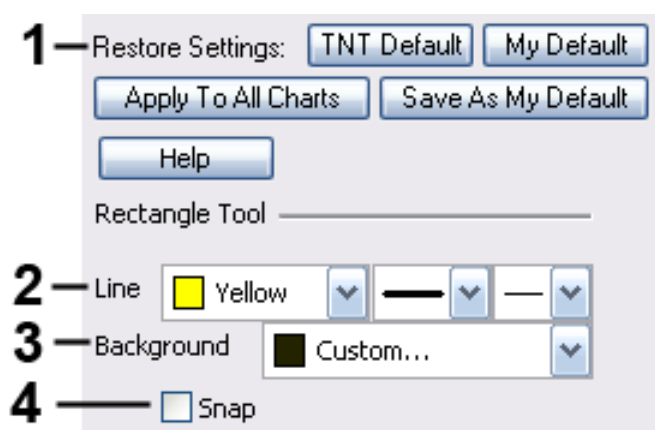 1 Restore Settings: TNT Default My Default
Apply To All Charts Save As My Default
Help
Rectangle Tool
2 Line Yellow
3 Background Custom...
4 Snap